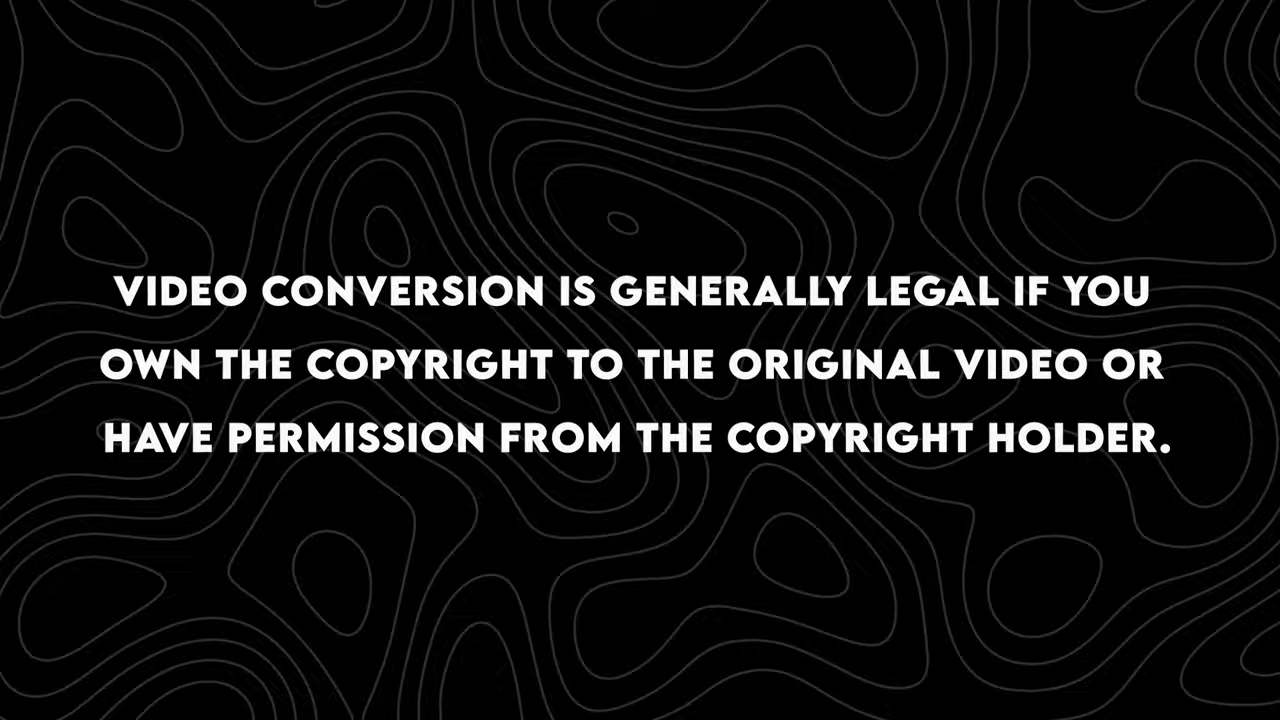 VIDEO CONVERSION IS GENERALLY LEGAL IF YOU
OWN THE COPYRIGHT TO THE ORIGINAL VIDEO OR
HAVE PERMISSION FROM THE COPYRIGHT HOLDER.